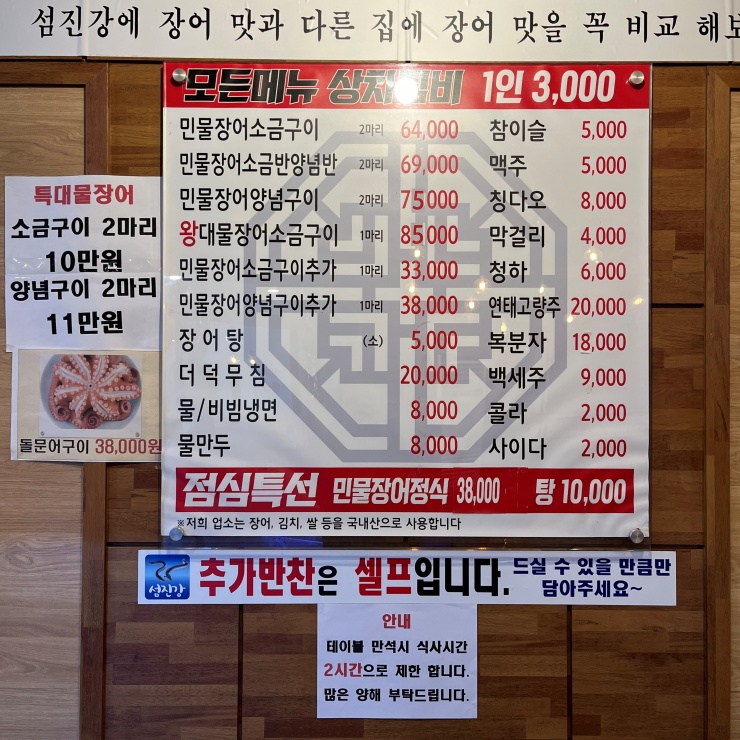 섬진강에 장어 맛과 다른 집에 장어 맛을 꼭 비교 해보
모든메뉴 상차림비 1인 3,000
민물장어소금구이 2마리 64,000
민물장어소금반양념반 2마리 69,000
민물장어양념구이 2마리 75,000
왕대물장어소금구이 1마리 85,000
민물장어소금구이추가 1마리 33,000
민물장어양념구이추가 1마리 38,000
장어탕 (소) 5,000
더덕무침 20,000
물/비빔냉면 8,000
물만두 8,000
참이슬 5,000
맥주 5,000
칭다오 8,000
막걸리 4,000
청하 6,000
연태고량주 20,000
복분자 18,000
백세주 9,000
콜라 2,000
사이다 2,000
점심특선 민물장어정식 38,000 탕 10,000
※저희 업소는 장어, 김치, 쌀 등을 국내산으로 사용합니다
특대물장어
소금구이 2마리
10만원
양념구이 2마리
11만원
돌문어구이 38,000원
섬진강
추가반찬은 셀프입니다.
드실 수 있을 만큼만
담아주세요~
안내
테이블 만석시 식사시간
2시간으로 제한 합니다.
많은 양해 부탁드립니다.